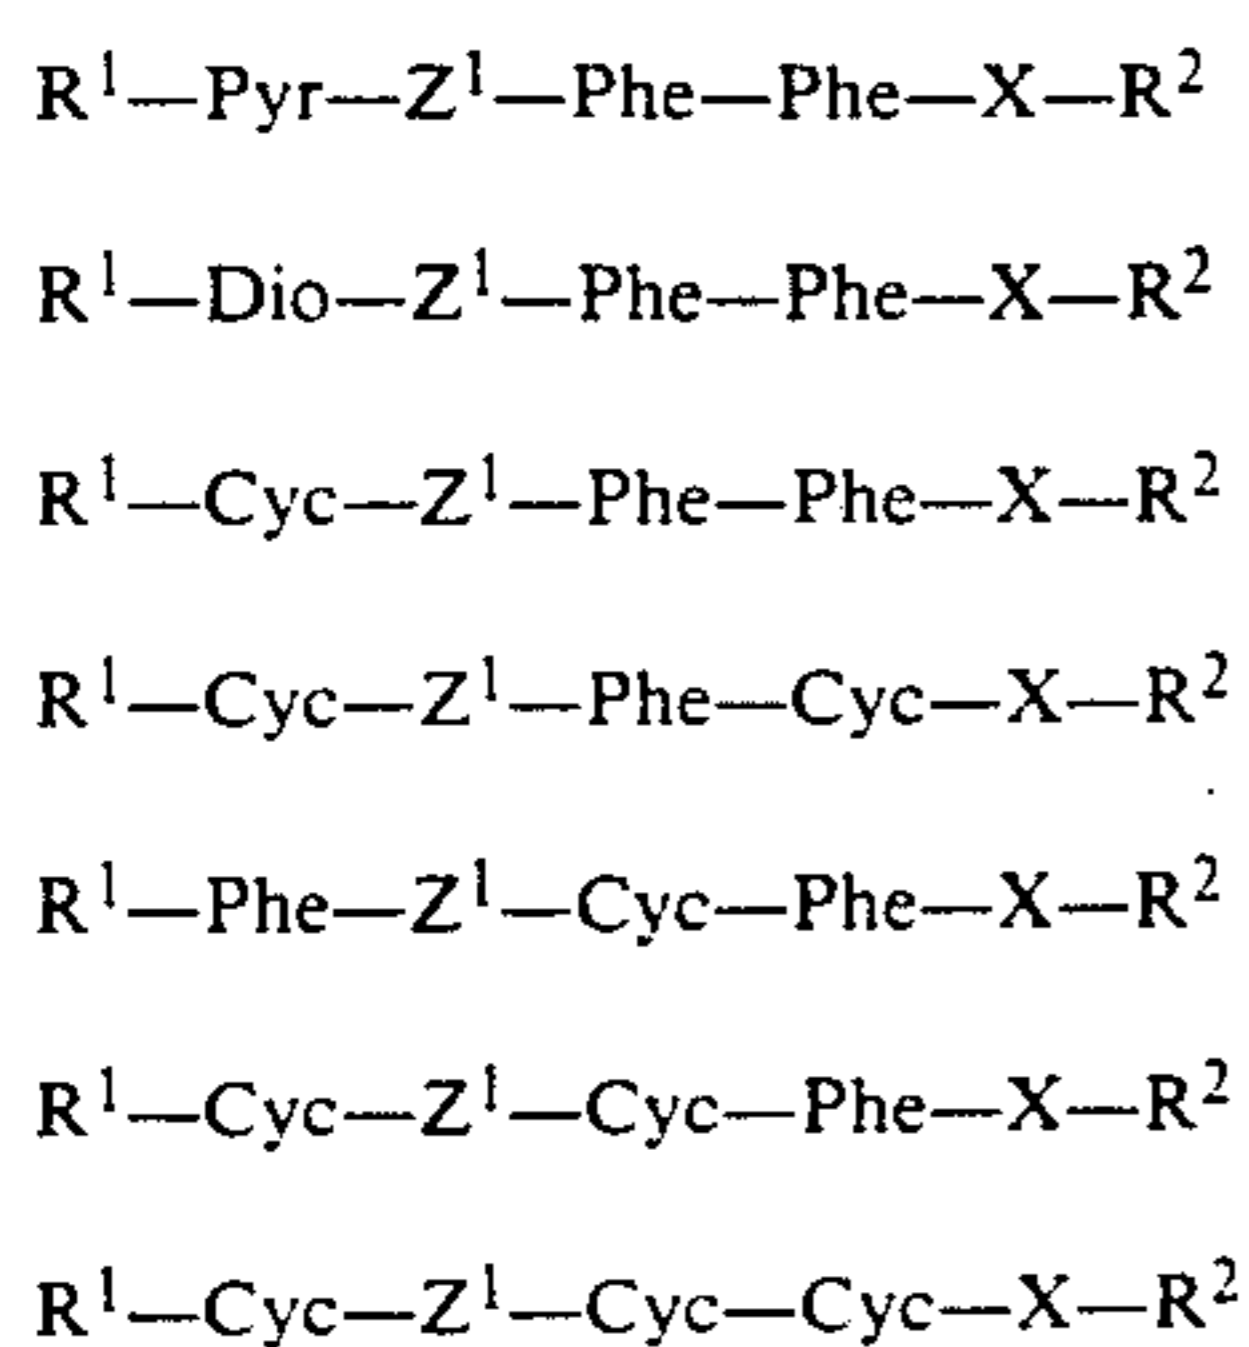 R¹—Pyr—Z¹—Phe—Phe—X—R²
R¹—Dio—Z¹—Phe—Phe—X—R²
R¹—Cyc—Z¹—Phe—Phe—X—R²
R¹—Cyc—Z¹—Phe—Cyc—X—R²
R¹—Phe—Z¹—Cyc—Phe—X—R²
R¹—Cyc—Z¹—Cyc—Phe—X—R²
R¹—Cyc—Z¹—Cyc—Cyc—X—R²